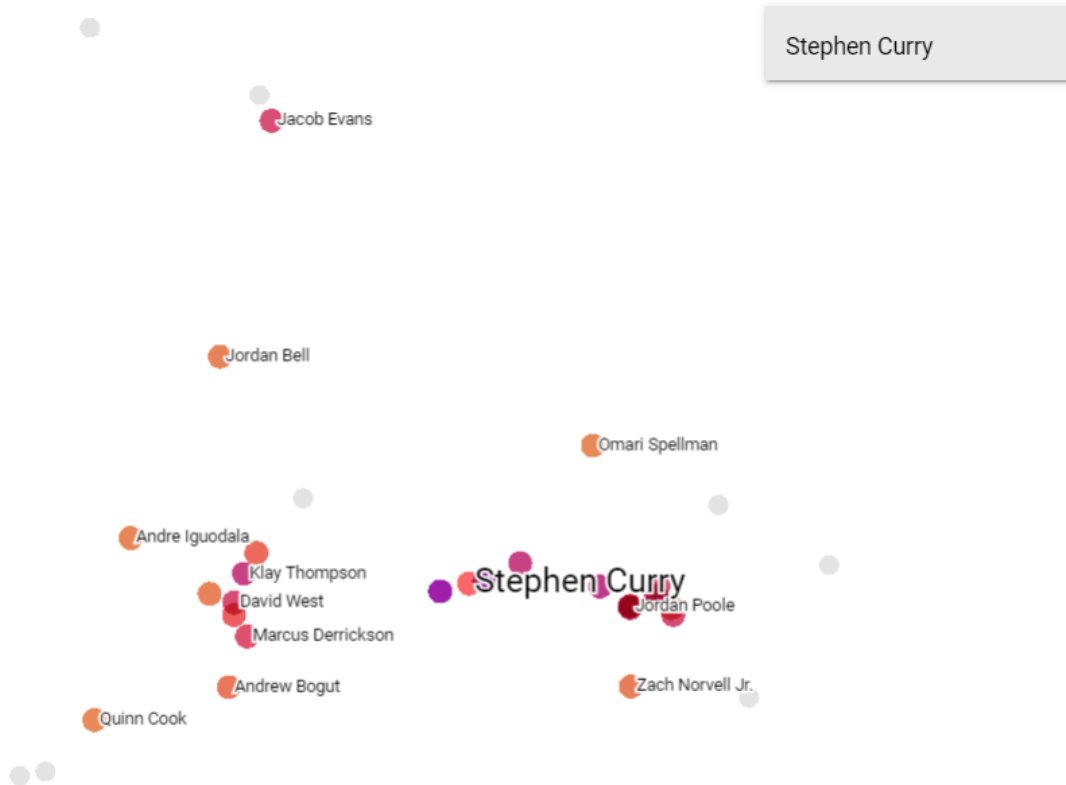 Stephen Curry
Jacob Evans
Jordan Bell
Omari Spellman
Andre Iguodala
Klay Thompson
Stephen Curry
David West
Jordan Poole
Marcus Derrickson
Andrew Bogut
Zach Norvell Jr.
Quinn Cook